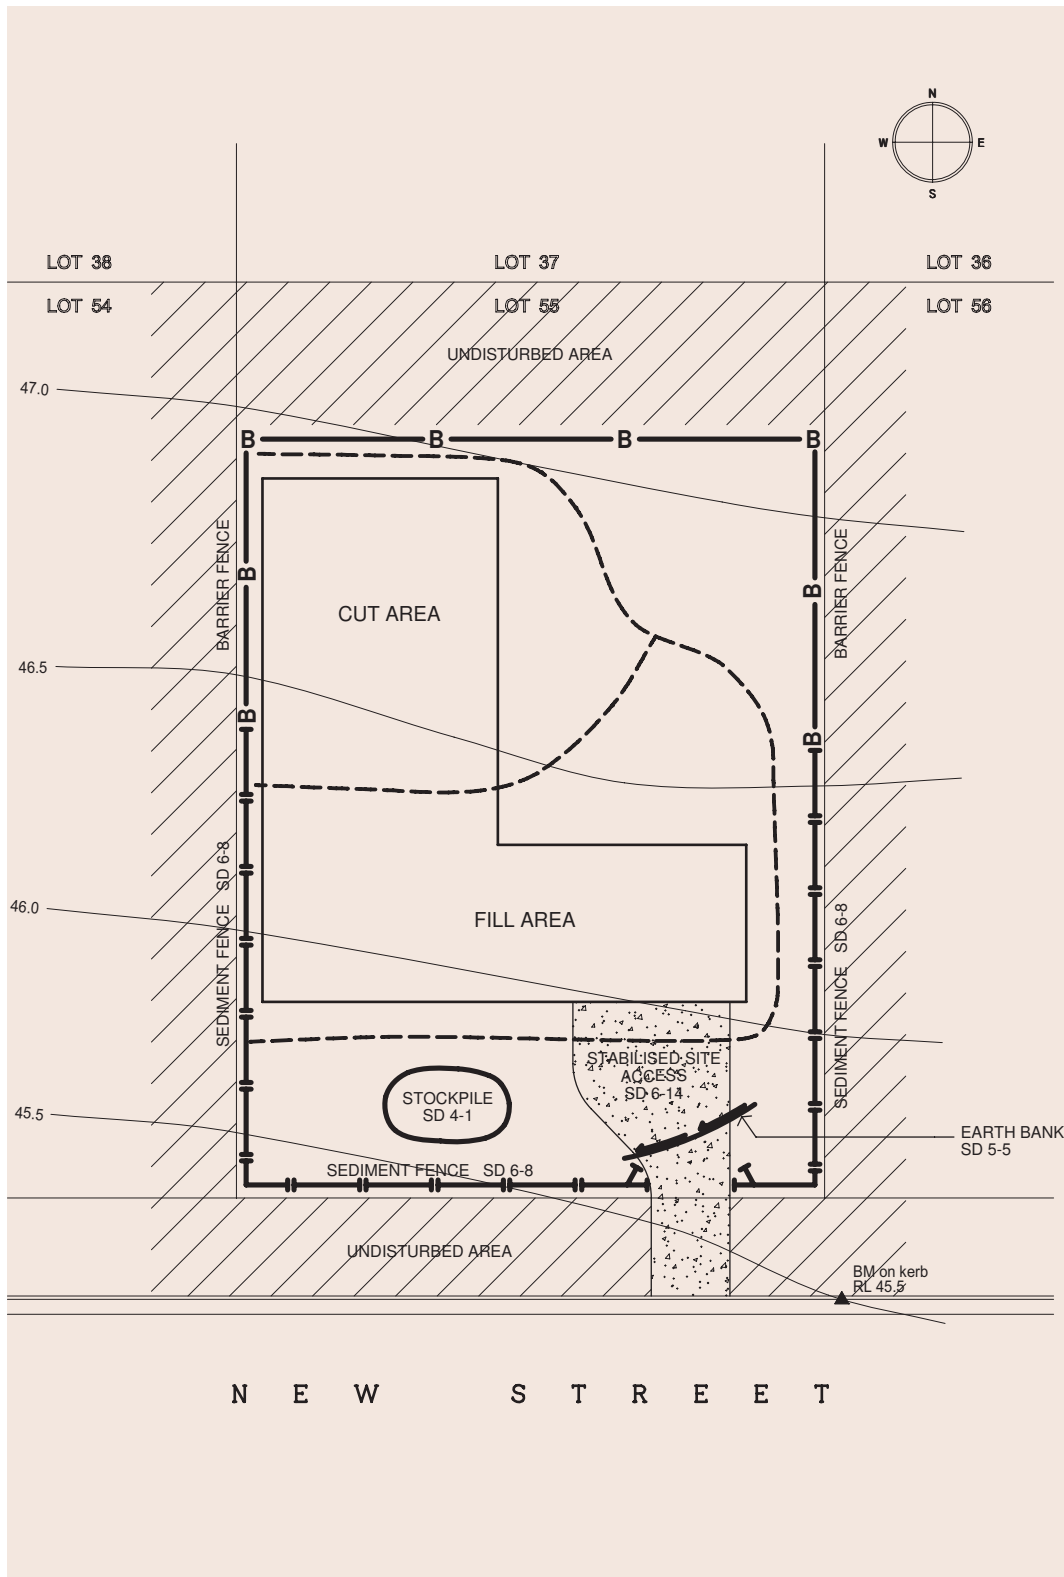 N
W E
S
LOT 38 LOT 37 LOT 36
LOT 54 LOT 55 LOT 56
UNDISTURBED AREA
47.0
B B B B
BARRIER FENCE
BARRIER FENCE
B
B
CUT AREA
46.5
B
B
SEDIMENT FENCE SD 6-8
SEDIMENT FENCE SD 6-8
46.0
FILL AREA
STABILISED SITE
ACCESS
SD 6-14
STOCKPILE
SD 4-1
45.5
EARTH BANK
SD 5-5
SEDIMENT FENCE SD 6-8
UNDISTURBED AREA
BM on kerb
RL 45.5
NEW STREET